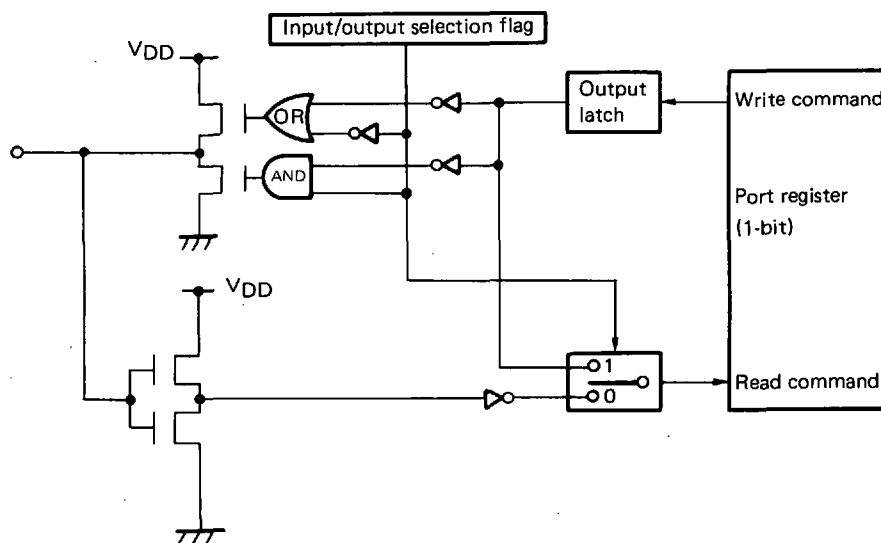 Input/output selection flag
VDD
OR
Output
latch
Write command
AND
Port register
(1-bit)
VDD
1
0
Read command